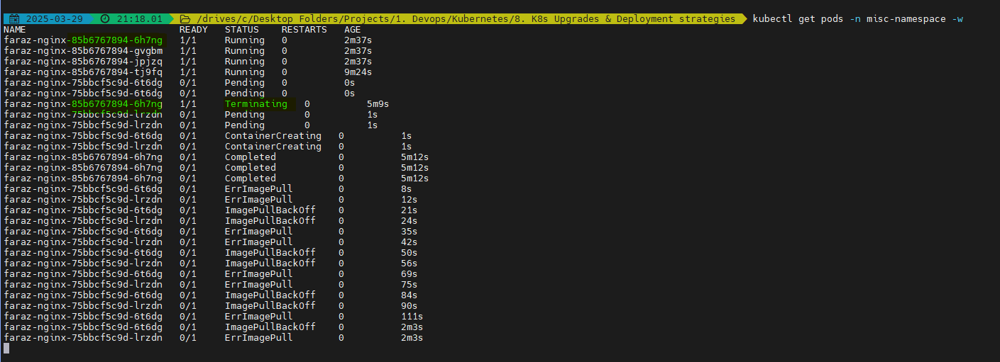 2025-03-29 21:18.01 /drives/c/Desktop Folders/Projects/1. Devops/Kubernetes/8. K8s Upgrades & Deployment strategies kubectl get pods -n misc-namespace -w
NAME READY STATUS RESTARTS AGE
faraz-nginx-85b6767894-6h7ng 1/1 Running 0 2m37s
faraz-nginx-85b6767894-gvgbm 1/1 Running 0 2m37s
faraz-nginx-85b6767894-jpjzq 1/1 Running 0 2m37s
faraz-nginx-85b6767894-tj9fq 1/1 Running 0 9m24s
faraz-nginx-75bbcf5c9d-6t6dg 0/1 Pending 0 0s
faraz-nginx-75bbcf5c9d-6t6dg 0/1 Pending 0 0s
faraz-nginx-85b6767894-6h7ng 1/1 Terminating 0 5m9s
faraz-nginx-75bbcf5c9d-lrzdn 0/1 Pending 0 1s
faraz-nginx-75bbcf5c9d-lrzdn 0/1 Pending 0 1s
faraz-nginx-75bbcf5c9d-6t6dg 0/1 ContainerCreating 0 1s
faraz-nginx-75bbcf5c9d-lrzdn 0/1 ContainerCreating 0 1s
faraz-nginx-85b6767894-6h7ng 0/1 Completed 0 5m12s
faraz-nginx-85b6767894-6h7ng 0/1 Completed 0 5m12s
faraz-nginx-85b6767894-6h7ng 0/1 Completed 0 5m12s
faraz-nginx-75bbcf5c9d-6t6dg 0/1 ErrImagePull 0 8s
faraz-nginx-75bbcf5c9d-lrzdn 0/1 ErrImagePull 0 12s
faraz-nginx-75bbcf5c9d-6t6dg 0/1 ImagePullBackOff 0 21s
faraz-nginx-75bbcf5c9d-lrzdn 0/1 ImagePullBackOff 0 24s
faraz-nginx-75bbcf5c9d-6t6dg 0/1 ErrImagePull 0 35s
faraz-nginx-75bbcf5c9d-lrzdn 0/1 ErrImagePull 0 42s
faraz-nginx-75bbcf5c9d-6t6dg 0/1 ImagePullBackOff 0 50s
faraz-nginx-75bbcf5c9d-lrzdn 0/1 ImagePullBackOff 0 56s
faraz-nginx-75bbcf5c9d-6t6dg 0/1 ErrImagePull 0 69s
faraz-nginx-75bbcf5c9d-lrzdn 0/1 ErrImagePull 0 75s
faraz-nginx-75bbcf5c9d-6t6dg 0/1 ImagePullBackOff 0 84s
faraz-nginx-75bbcf5c9d-lrzdn 0/1 ImagePullBackOff 0 90s
faraz-nginx-75bbcf5c9d-6t6dg 0/1 ErrImagePull 0 111s
faraz-nginx-75bbcf5c9d-6t6dg 0/1 ImagePullBackOff 0 2m3s
faraz-nginx-75bbcf5c9d-lrzdn 0/1 ErrImagePull 0 2m3s